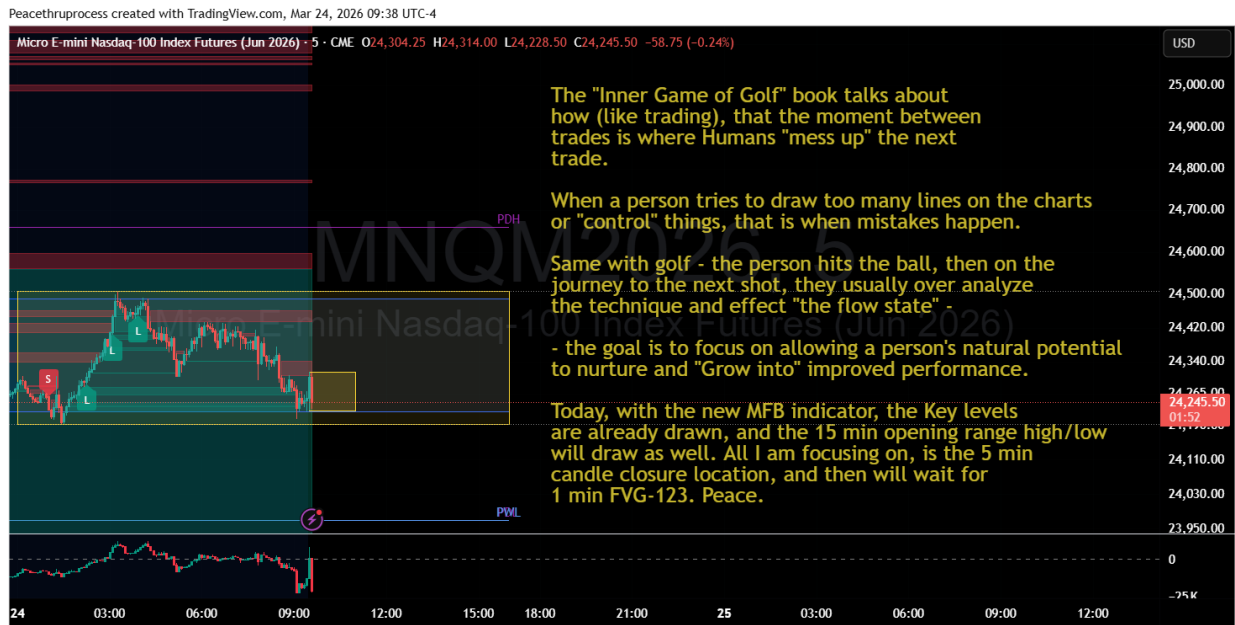 Peacethruprocess created with TradingView.com, Mar 24, 2026 09:38 UTC-4
Micro E-mini Nasdaq-100 Index Futures (Jun 2026) · 5 · CME O24,304.25 H24,314.00 L24,228.50 C24,245.50 −58.75 (−0.24%)
USD
The "Inner Game of Golf" book talks about
how (like trading), that the moment between
trades is where Humans "mess up" the next
trade.
When a person tries to draw too many lines on the charts
or "control" things, that is when mistakes happen.
Same with golf - the person hits the ball, then on the
journey to the next shot, they usually over analyze
the technique and effect "the flow state" -
- the goal is to focus on allowing a person's natural potential
to nurture and "Grow into" improved performance.
Today, with the new MFB indicator, the Key levels
are already drawn, and the 15 min opening range high/low
will draw as well. All I am focusing on, is the 5 min
candle closure location, and then will wait for
1 min FVG-123. Peace.
PDH
MNQM2026, 5
Micro E-mini Nasdaq-100 Index Futures (Jun 2026)
S
L
L
L
PWL
25,000.00
24,900.00
24,800.00
24,700.00
24,600.00
24,500.00
24,420.00
24,340.00
24,265.00
24,245.50
01:52
24,110.00
24,030.00
23,950.00
0
−25K
24 03:00 06:00 09:00 12:00 15:00 18:00 21:00 25 03:00 06:00 09:00 12:00